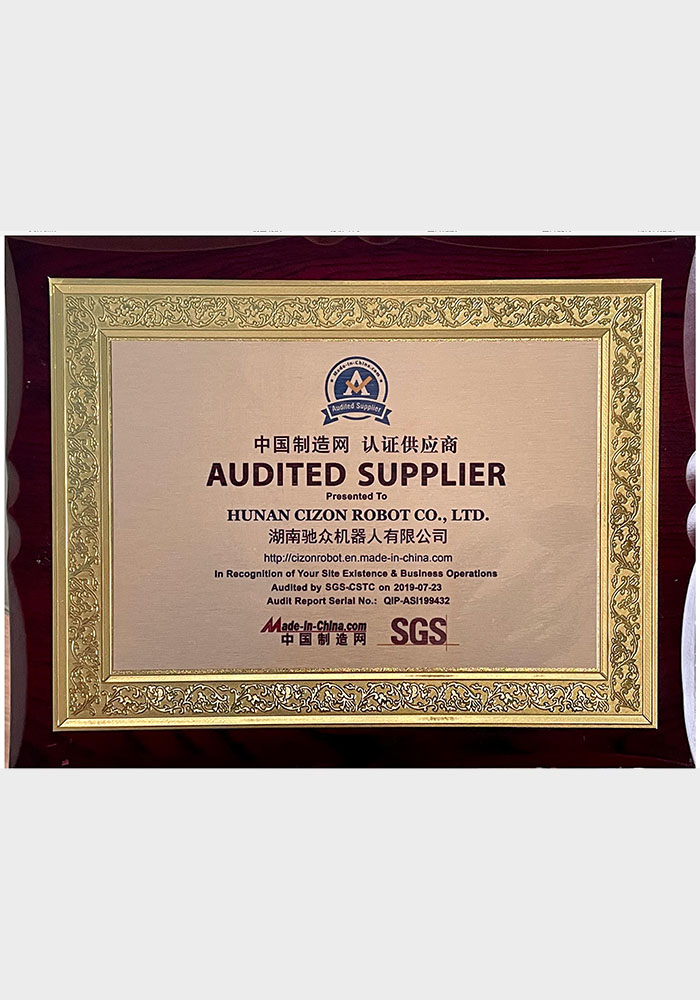 Made-in-China.com
Audited Supplier
中国制造网 认证供应商
AUDITED SUPPLIER
Presented To
HUNAN CIZON ROBOT CO., LTD.
湖南驰众机器人有限公司
http://cizonrobot.en.made-in-china.com
In Recognition of Your Site Existence & Business Operations
Audited by SGS-CSTC on 2019-07-23
Audit Report Serial No.: QIP-ASI199432
Made-in-China.com
中国制造网
SGS